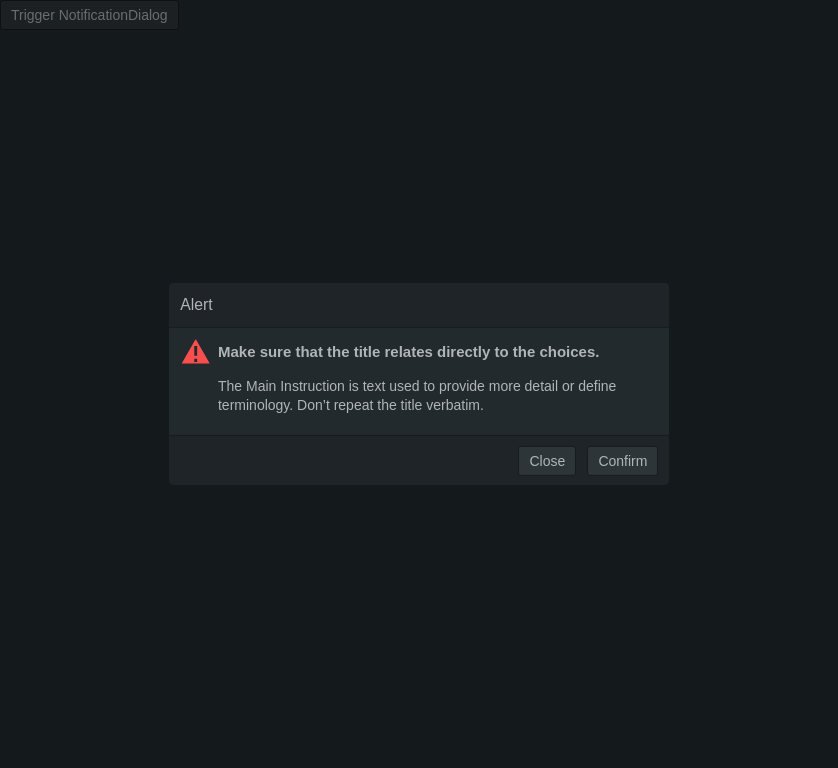 Trigger NotificationDialog
Alert
Make sure that the title relates directly to the choices.
The Main Instruction is text used to provide more detail or define
terminology. Don’t repeat the title verbatim.
Close Confirm